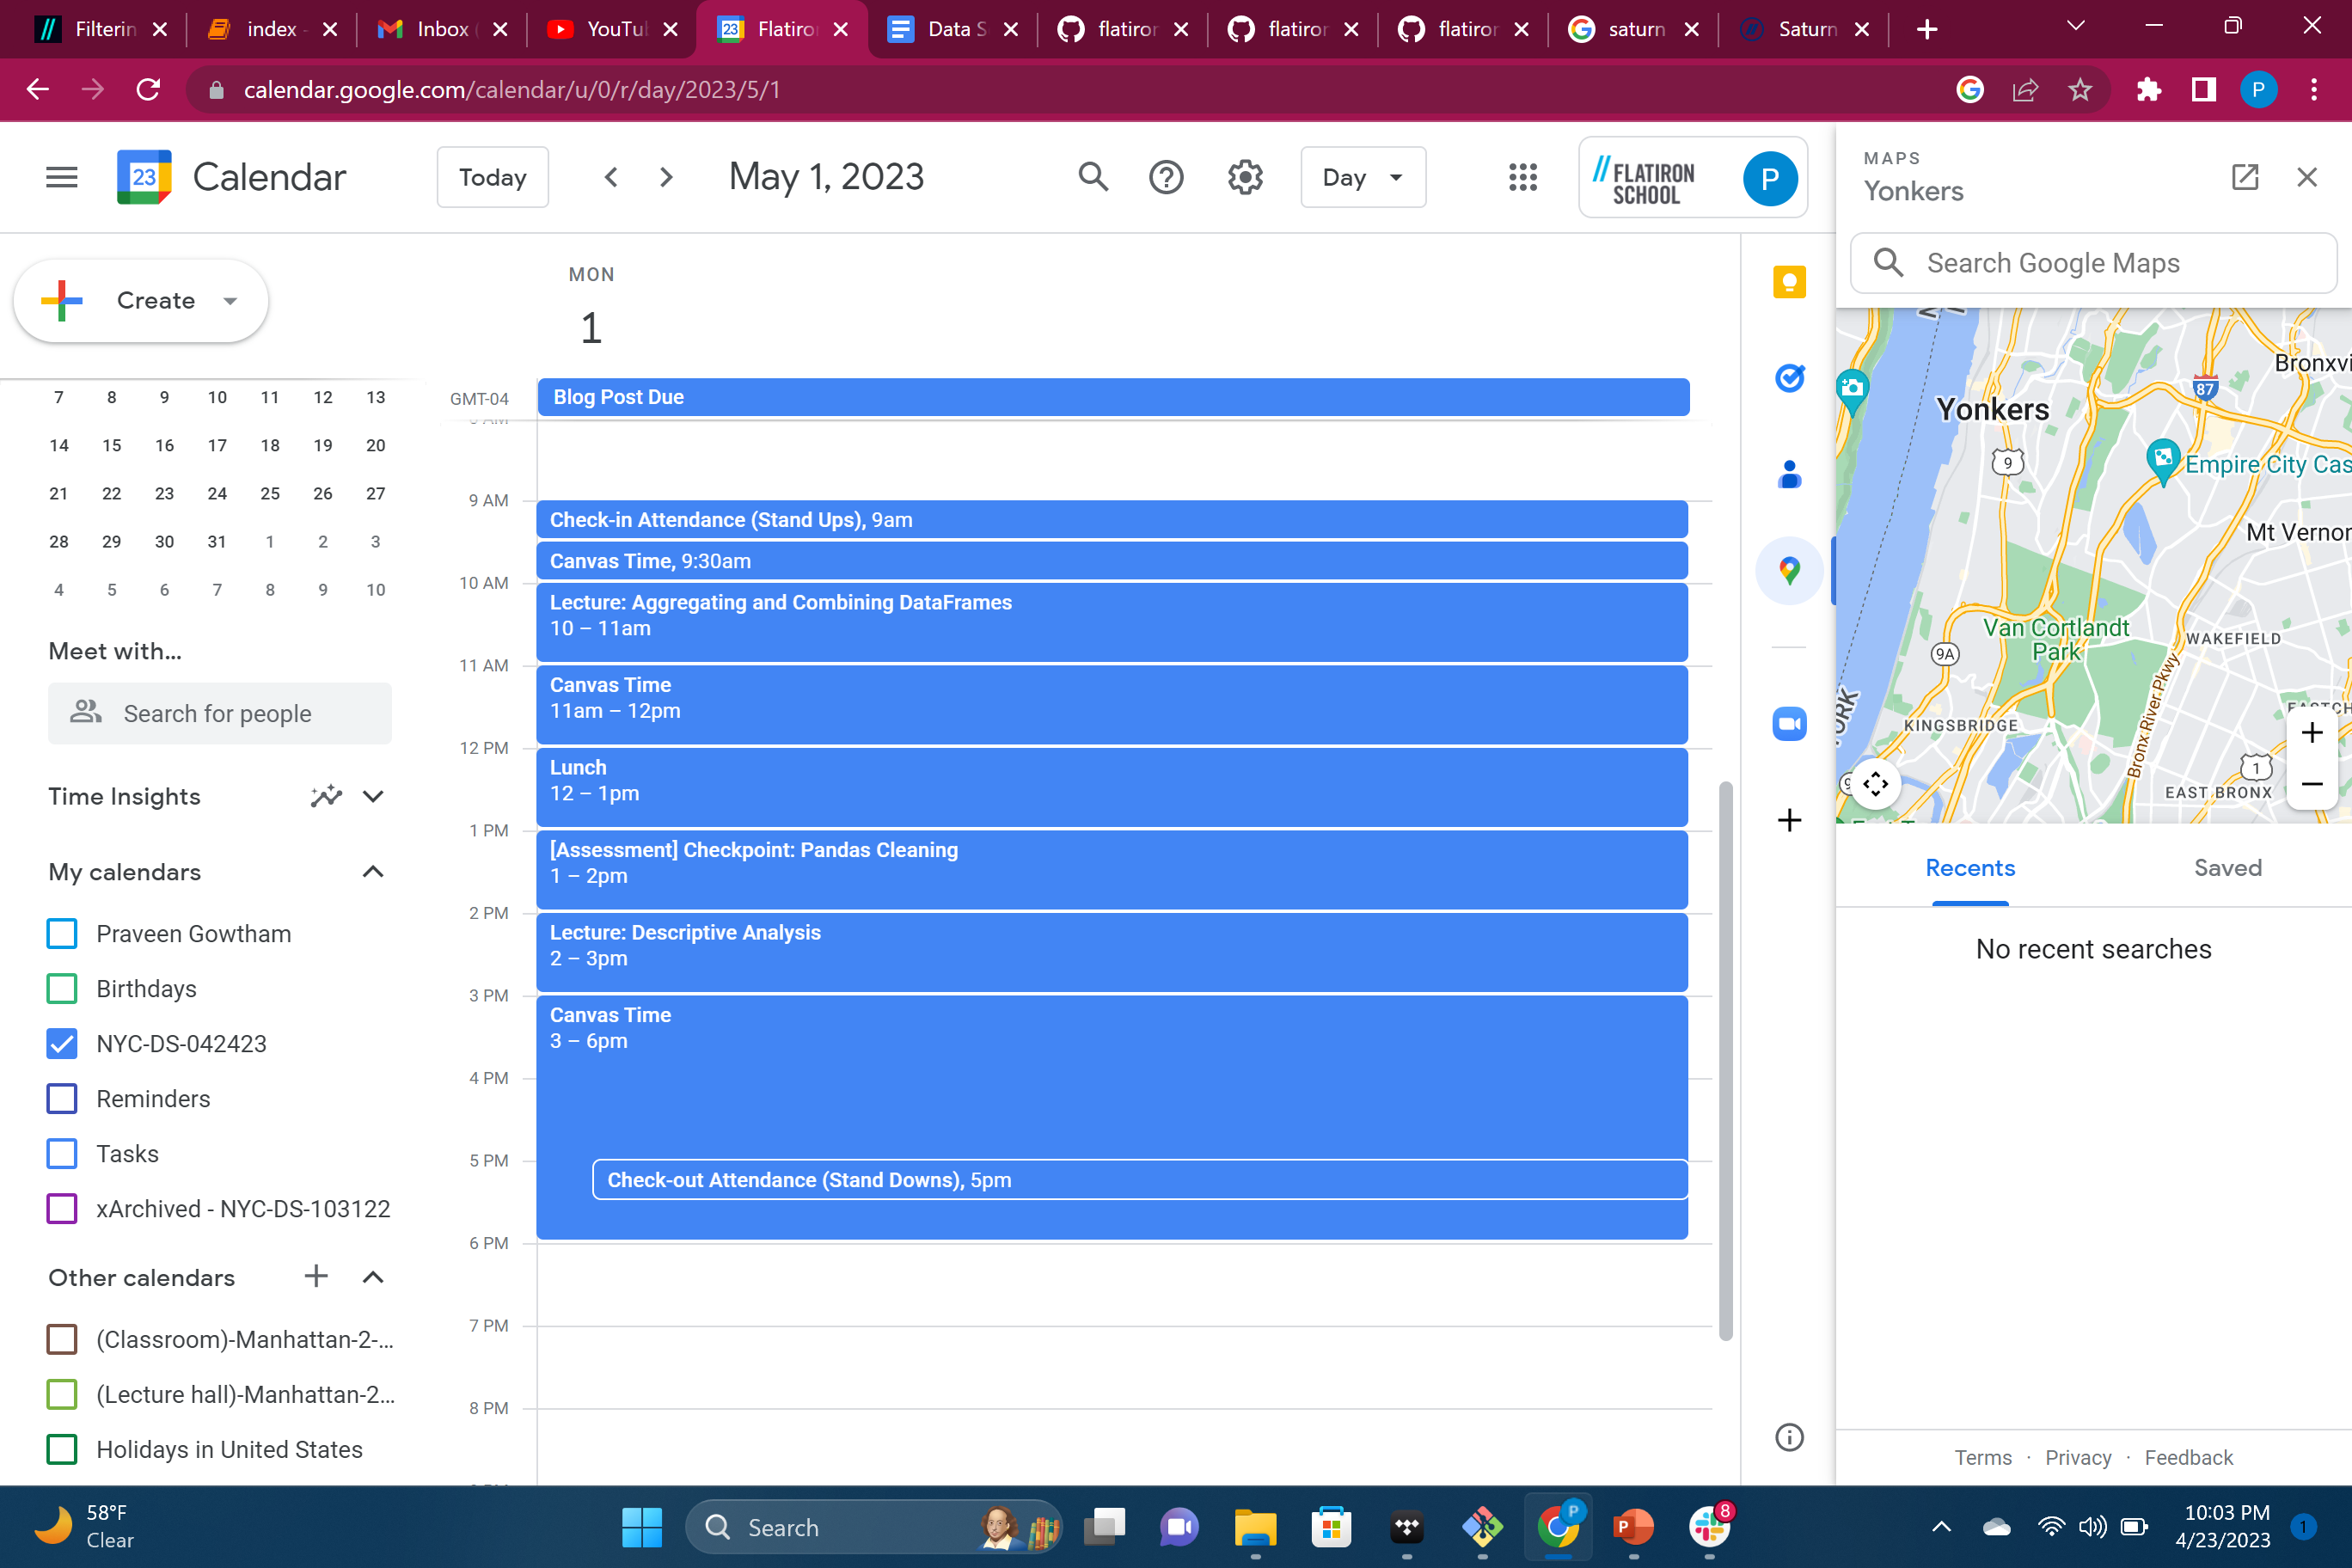 Filterin
index
Inbox
YouTu
Flatiro
Data S
flatiror
flatiror
flatiror
saturn
Saturn
calendar.google.com/calendar/u/0/r/day/2023/5/1
P
23
Calendar
Today
May 1, 2023
Day
FLATIRON
SCHOOL
P
MAPS
Yonkers
Search Google Maps
Create
MON
1
7 8 9 10 11 12 13
14 15 16 17 18 19 20
21 22 23 24 25 26 27
28 29 30 31 1 2 3
4 5 6 7 8 9 10
Meet with...
Search for people
Time Insights
My calendars
Praveen Gowtham
Birthdays
NYC-DS-042423
Reminders
Tasks
xArchived - NYC-DS-103122
Other calendars
(Classroom)-Manhattan-2-...
(Lecture hall)-Manhattan-2...
Holidays in United States
GMT-04
Blog Post Due
9 AM
Check-in Attendance (Stand Ups), 9am
Canvas Time, 9:30am
10 AM
Lecture: Aggregating and Combining DataFrames
10 – 11am
11 AM
Canvas Time
11am – 12pm
12 PM
Lunch
12 – 1pm
1 PM
[Assessment] Checkpoint: Pandas Cleaning
1 – 2pm
2 PM
Lecture: Descriptive Analysis
2 – 3pm
3 PM
Canvas Time
3 – 6pm
4 PM
5 PM
Check-out Attendance (Stand Downs), 5pm
6 PM
7 PM
8 PM
Bronxvi
87
Yonkers
9
Empire City Cas
Mt Vernor
Van Cortlandt
Park
WAKEFIELD
9A
Bronx River Pkwy
KINGSBRIDGE
EASTCH
1
EAST BRONX
Recents
Saved
No recent searches
Terms · Privacy · Feedback
58°F
Clear
Search
P
8
10:03 PM
4/23/2023
1